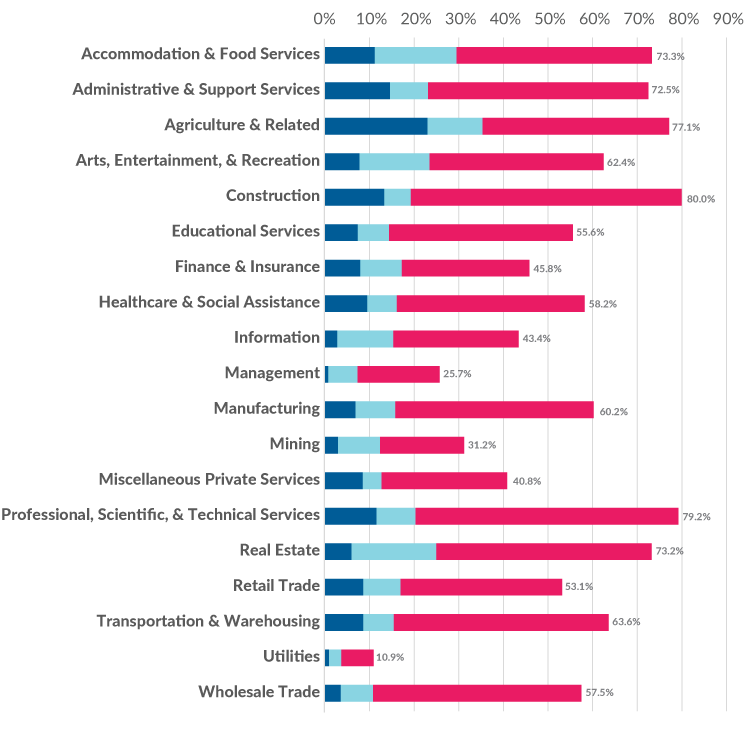 0% 10% 20% 30% 40% 50% 60% 70% 80% 90%
Accommodation & Food Services 73.3%
Administrative & Support Services 72.5%
Agriculture & Related 77.1%
Arts, Entertainment, & Recreation 62.4%
Construction 80.0%
Educational Services 55.6%
Finance & Insurance 45.8%
Healthcare & Social Assistance 58.2%
Information 43.4%
Management 25.7%
Manufacturing 60.2%
Mining 31.2%
Miscellaneous Private Services 40.8%
Professional, Scientific, & Technical Services 79.2%
Real Estate 73.2%
Retail Trade 53.1%
Transportation & Warehousing 63.6%
Utilities 10.9%
Wholesale Trade 57.5%